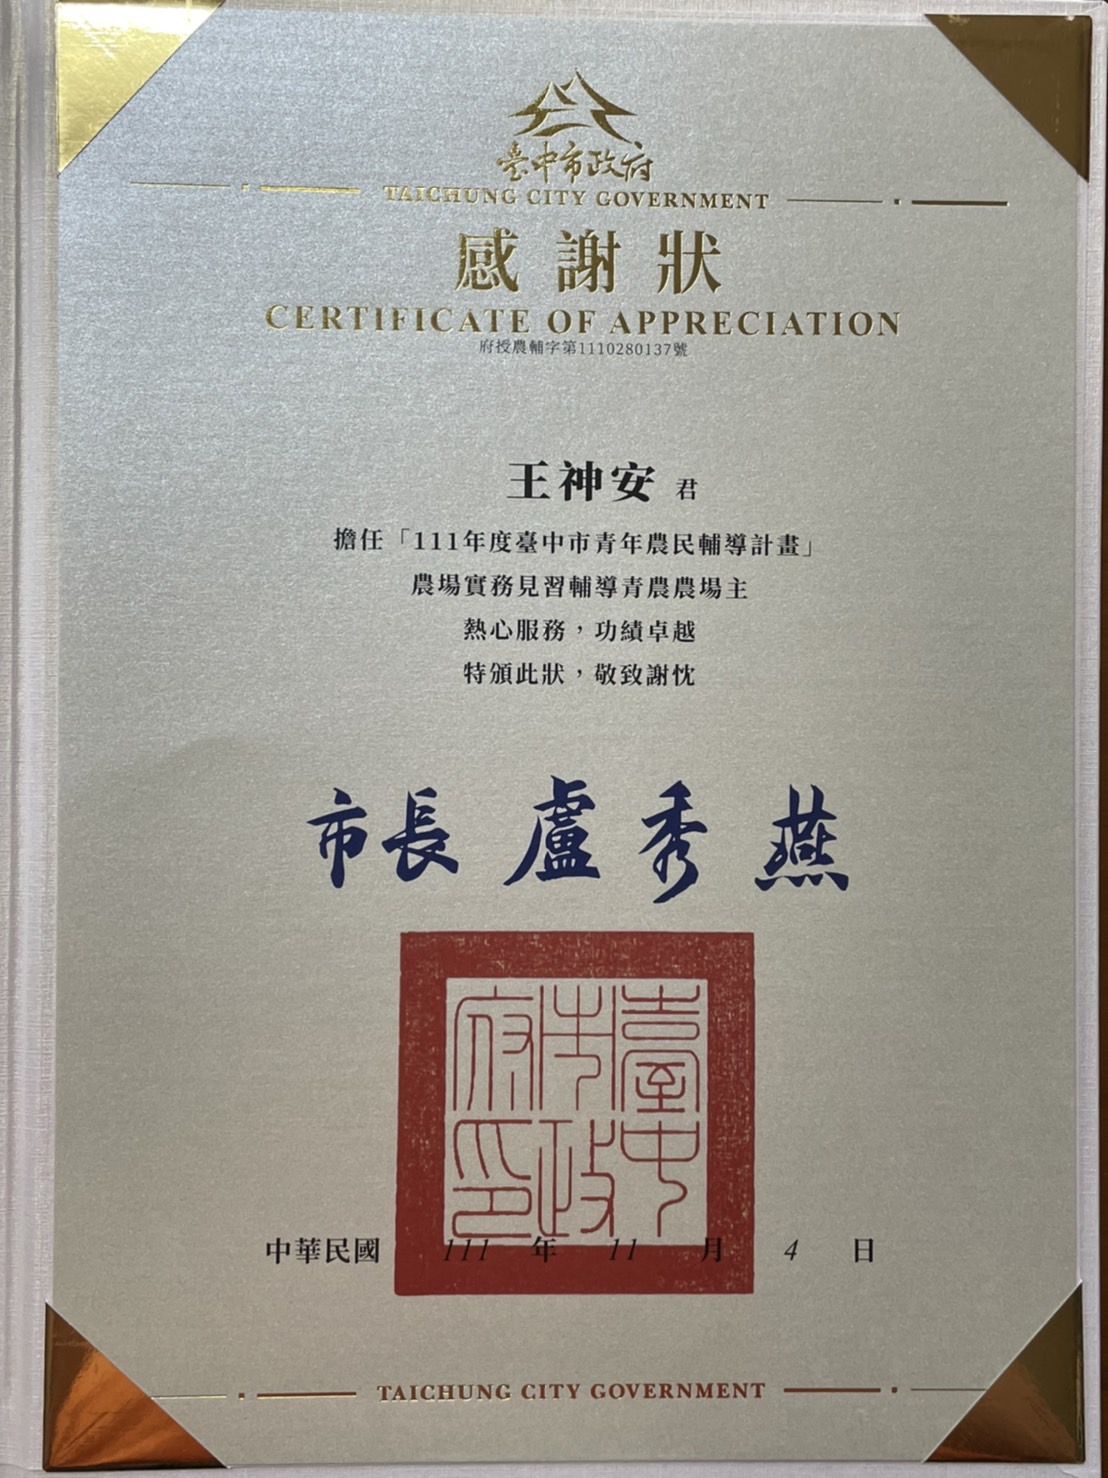 臺中市政府
TAICHUNG CITY GOVERNMENT
感謝狀
CERTIFICATE OF APPRECIATION
府授農輔字第1110280137號
王神安 君
擔任「111年度臺中市青年農民輔導計畫」
農場實務見習輔導青農農場主
熱心服務，功績卓越
特頒此狀，敬致謝忱
市長 盧秀燕
臺中市政府印
中華民國 111 年 11 月 4 日
TAICHUNG CITY GOVERNMENT